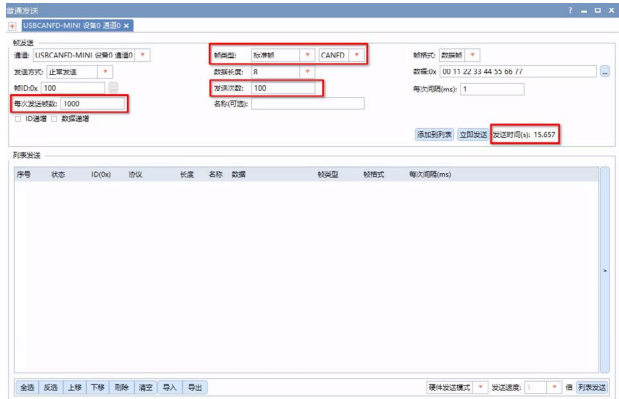 普通发送
USBCANFD-MINI 设备0 通道0
帧发送
通道: USBCANFD-MINI 设备0 通道0 帧类型: 标准帧 CANFD 帧格式: 数据帧
发送方式: 正常发送 数据长度: 8 数据:0x 00 11 22 33 44 55 66 77 ...
帧ID:0x 100 ... 发送次数: 100 每次间隔(ms): 1
每次发送帧数: 1000 名称(可选):
ID递增 数据递增
添加到列表 立即发送 发送时间(s): 15.657
列表发送
序号 状态 ID(0x) 协议 长度 名称 数据 帧类型 帧格式 每次间隔(ms)
>
全选 反选 上移 下移 删除 清空 导入 导出 硬件发送模式 发送速度: 1 倍 列表发送